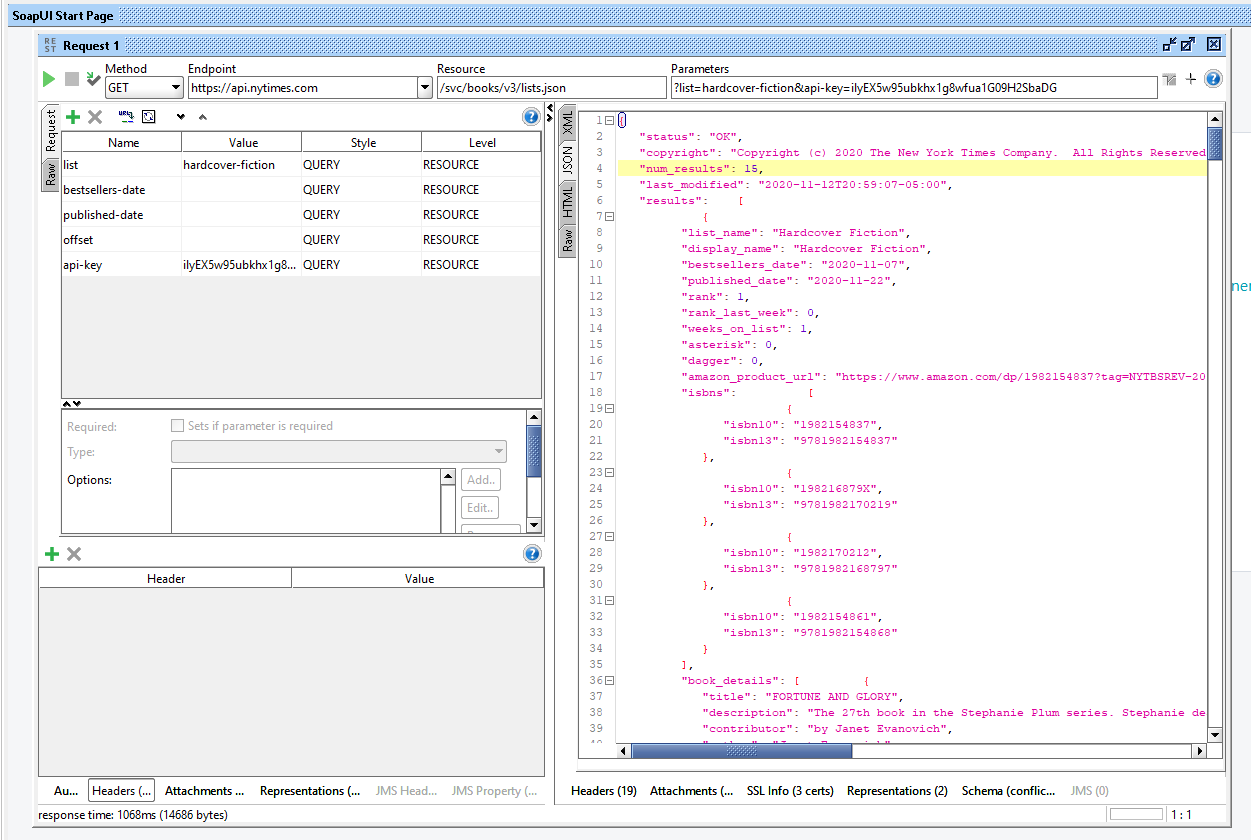 SoapUI Start Page
REST Request 1
Method Endpoint Resource Parameters
GET https://api.nytimes.com /svc/books/v3/lists.json ?list=hardcover-fiction&api-key=ilyEX5w95ubkhx1g8wfua1G09H2SbaDG
Request
Raw
Name Value Style Level
list hardcover-fiction QUERY RESOURCE
bestsellers-date QUERY RESOURCE
published-date QUERY RESOURCE
offset QUERY RESOURCE
api-key ilyEX5w95ubkhx1g8... QUERY RESOURCE
Required: Sets if parameter is required
Type:
Options: Add..
Edit..
Header Value
Au... Headers (... Attachments ... Representations (... JMS Head... JMS Property (...
XML
JSON
HTML
Raw
1 {
2 "status": "OK",
3 "copyright": "Copyright (c) 2020 The New York Times Company.  All Rights Reserved
4 "num_results": 15,
5 "last_modified": "2020-11-12T20:59:07-05:00",
6 "results": [
7 {
8 "list_name": "Hardcover Fiction",
9 "display_name": "Hardcover Fiction",
10 "bestsellers_date": "2020-11-07",
11 "published_date": "2020-11-22",
12 "rank": 1,
13 "rank_last_week": 0,
14 "weeks_on_list": 1,
15 "asterisk": 0,
16 "dagger": 0,
17 "amazon_product_url": "https://www.amazon.com/dp/1982154837?tag=NYTBSREV-20
18 "isbns": [
19 {
20 "isbn10": "1982154837",
21 "isbn13": "9781982154837"
22 },
23 {
24 "isbn10": "198216879X",
25 "isbn13": "9781982170219"
26 },
27 {
28 "isbn10": "1982170212",
29 "isbn13": "9781982168797"
30 },
31 {
32 "isbn10": "1982154861",
33 "isbn13": "9781982154868"
34 }
35 ],
36 "book_details": [ {
37 "title": "FORTUNE AND GLORY",
38 "description": "The 27th book in the Stephanie Plum series. Stephanie de
39 "contributor": "by Janet Evanovich",
Headers (19) Attachments (... SSL Info (3 certs) Representations (2) Schema (conflic... JMS (0)
response time: 1068ms (14686 bytes) 1 : 1
ner